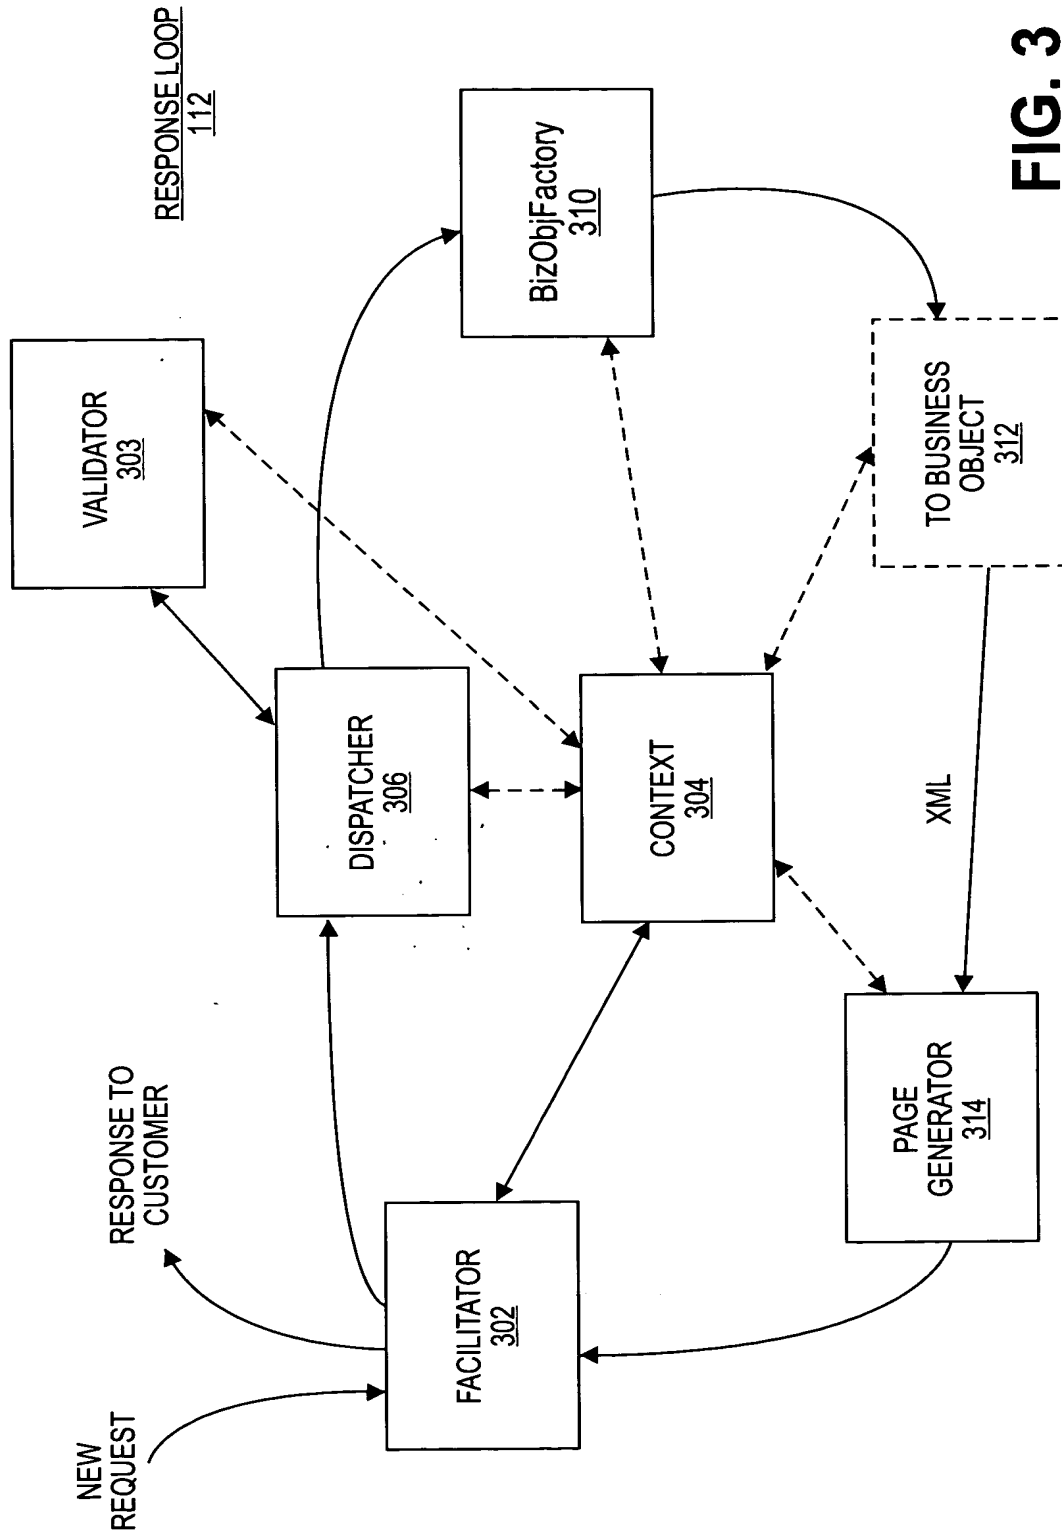 RESPONSE LOOP
112
VALIDATOR
303
NEW
REQUEST
RESPONSE TO
CUSTOMER
FACILITATOR
302
DISPATCHER
306
BizObjFactory
310
CONTEXT
304
PAGE
GENERATOR
314
XML
TO BUSINESS
OBJECT
312
FIG. 3